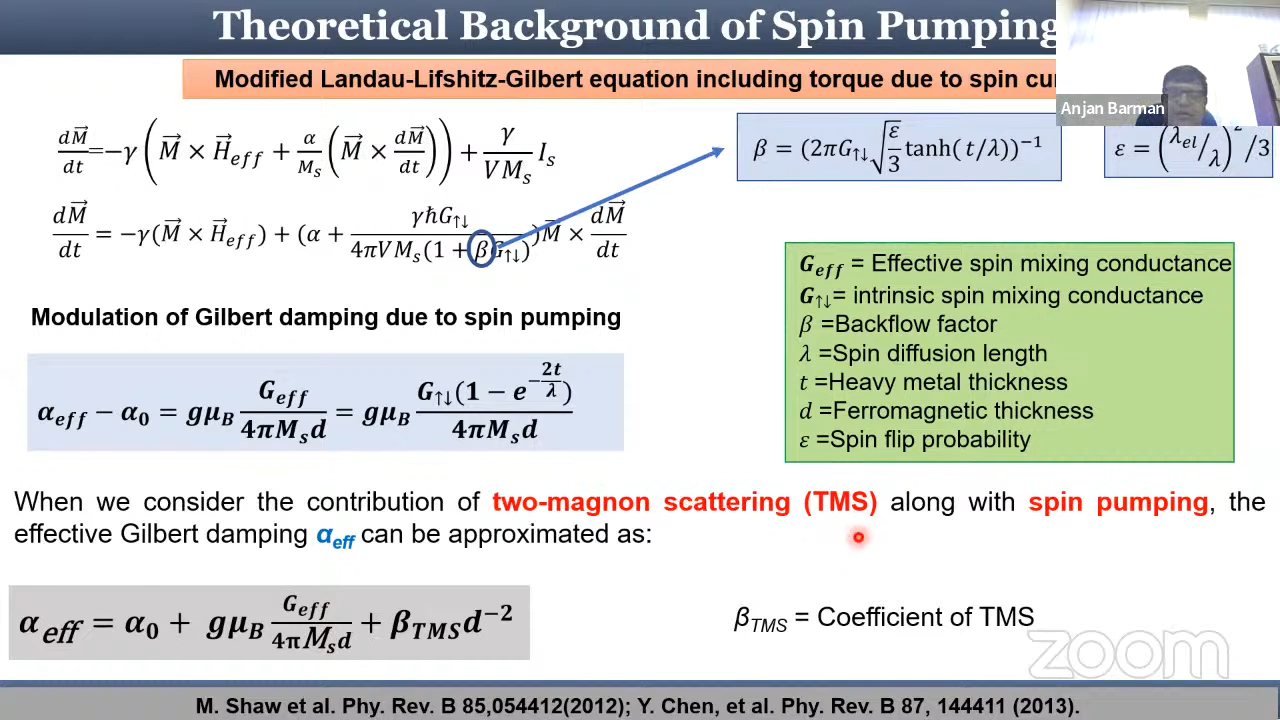 Theoretical Background of Spin Pumping
Modified Landau-Lifshitz-Gilbert equation including torque due to spin cu
Anjan Barman
dM⃗/dt=−γ(M⃗ × H⃗_eff + α/M_s (M⃗ × dM⃗/dt)) + γ/(VM_s) I_s
β = (2πG↑↓√(ε/3) tanh( t/λ))⁻¹
ε = (λ_el/λ)²/3
dM⃗/dt = −γ(M⃗ × H⃗_eff) + (α + γħG↑↓/(4πVM_s(1 + βG↑↓)))M⃗ × dM⃗/dt
G_eff = Effective spin mixing conductance
G↑↓= intrinsic spin mixing conductance
β =Backflow factor
λ =Spin diffusion length
t =Heavy metal thickness
d =Ferromagnetic thickness
ε =Spin flip probability
Modulation of Gilbert damping due to spin pumping
α_eff − α_0 = gμ_B G_eff/(4πM_s d) = gμ_B G↑↓(1 − e^(−2t/λ))/(4πM_s d)
When we consider the contribution of two-magnon scattering (TMS) along with spin pumping, the
effective Gilbert damping α_eff can be approximated as:
α_eff = α_0 + gμ_B G_eff/(4πM_s d) + β_TMS d⁻²
β_TMS = Coefficient of TMS
zoom
M. Shaw et al. Phy. Rev. B 85,054412(2012); Y. Chen, et al. Phy. Rev. B 87, 144411 (2013).